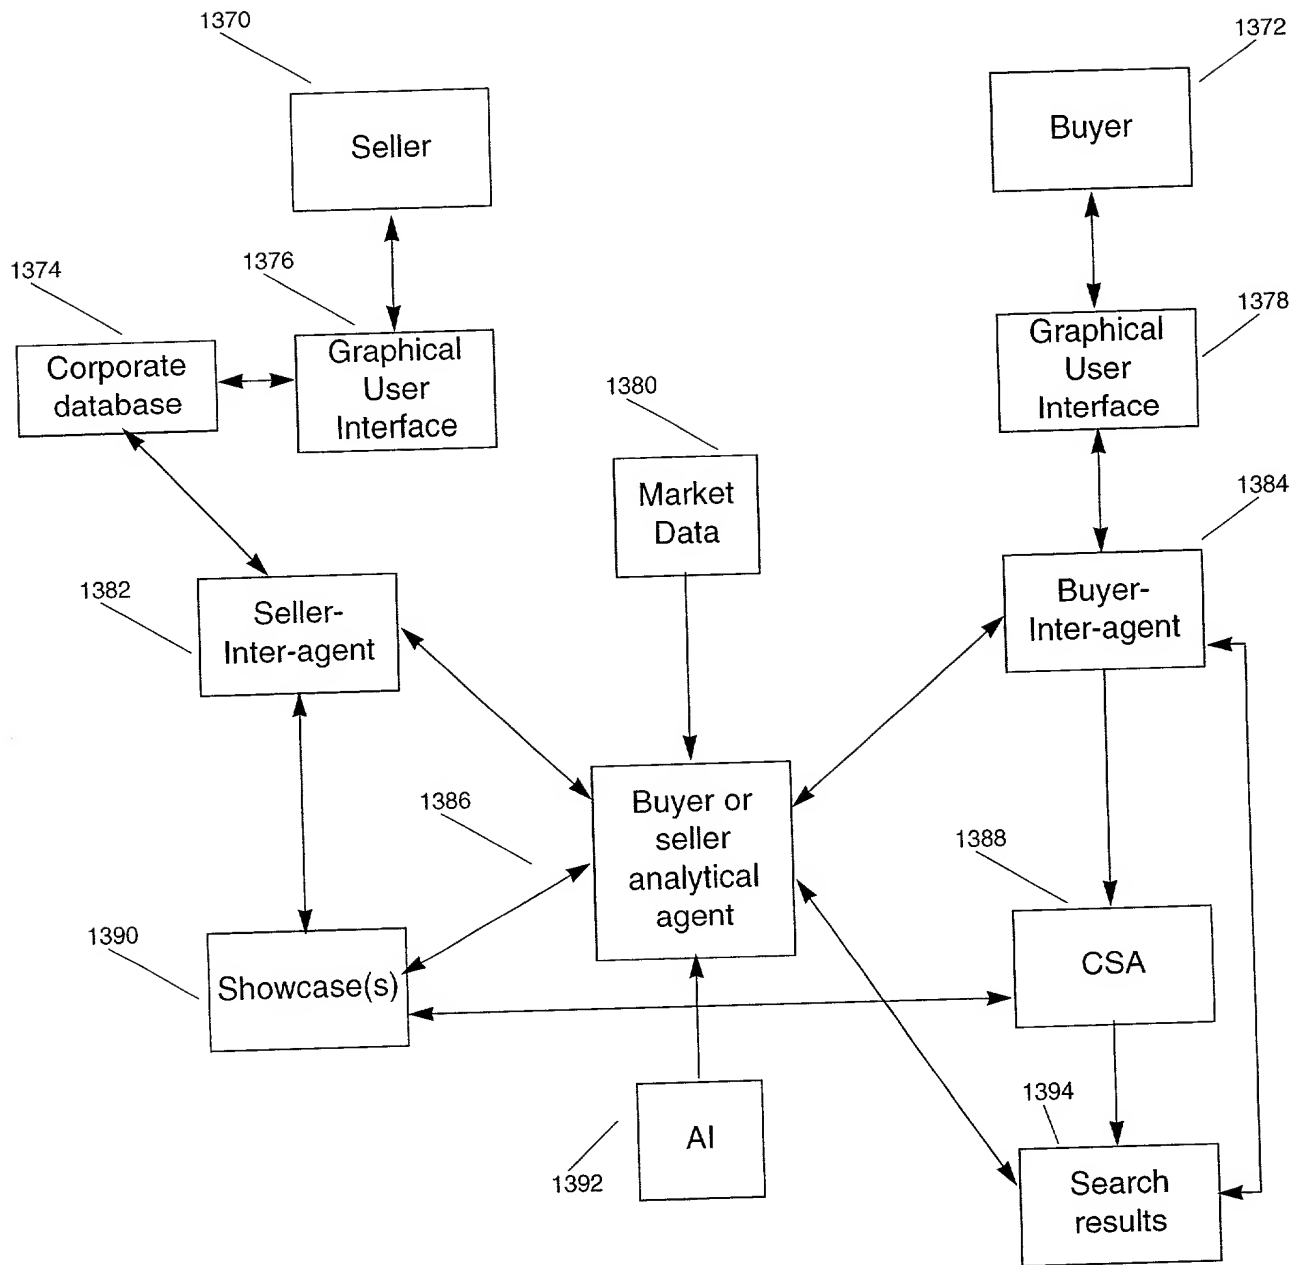 1370
1372
Seller
Buyer
1374
1376
1378
Corporate
database
Graphical
User
Interface
Graphical
User
Interface
1380
Market
Data
1384
1382
Seller-
Inter-agent
Buyer-
Inter-agent
1386
Buyer or
seller
analytical
agent
1388
1390
Showcase(s)
CSA
1392
AI
1394
Search
results